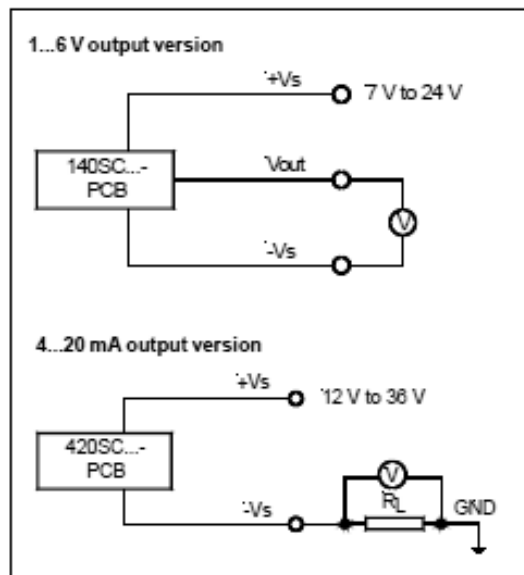 1...6 V output version
+Vs
7 V to 24 V
140SC...-
PCB
Vout
V
-Vs
4...20 mA output version
+Vs
12 V to 36 V
420SC...-
PCB
V
-Vs
RL
GND